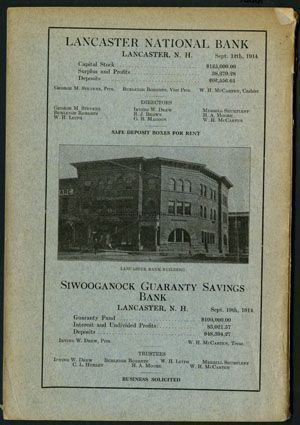 LANCASTER NATIONAL BANK
LANCASTER, N. H. Sept. 12th, 1914
Capital Stock $125,000.00
Surplus and Profits
Deposits
George M. Stevens, Pres. Burleigh Roberts, Vice Pres. W. H. McCarten, Cashier
DIRECTORS
George M. Stevens Irving W. Drew Merrill Shurtleff
Burleigh Roberts H. A. Moore
W. H. Leith W. H. McCarten
SAFE DEPOSIT BOXES FOR RENT
LANCASTER BANK BUILDING
SIWOOGANOCK GUARANTY SAVINGS
BANK
LANCASTER, N. H. Sept. 19th, 1914
Guaranty Fund $100,000.00
Interest and Undivided Profits
Deposits
Irving W. Drew, Pres. W. H. McCarten, Treas.
TRUSTEES
Irving W. Drew Burleigh Roberts W. H. Leith Merrill Shurtleff
C. L. Hurley H. A. Moore W. H. McCarten
BUSINESS SOLICITED